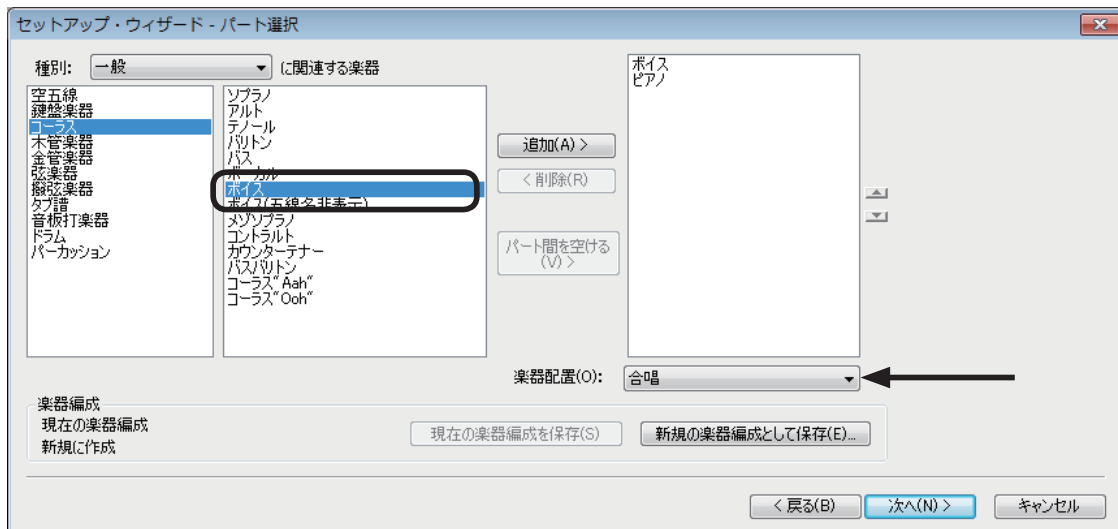 セットアップ・ウィザード - パート選択
種別: 一般 に関連する楽器
空五線
鍵盤楽器
コーラス
木管楽器
金管楽器
弦楽器
撥弦楽器
タブ譜
音板打楽器
ドラム
パーカッション
ソプラノ
アルト
テノール
バリトン
バス
ボーカル
ボイス
ボイス(五線名非表示)
メゾソプラノ
コントラルト
カウンターテナー
バスバリトン
コーラス"Aah"
コーラス"Ooh"
追加(A) >
< 削除(R)
パート間を空ける
(V) >
ボイス
ピアノ
楽器配置(O): 合唱
楽器編成
現在の楽器編成
新規に作成
現在の楽器編成を保存(S)
新規の楽器編成として保存(E)...
< 戻る(B)
次へ(N) >
キャンセル